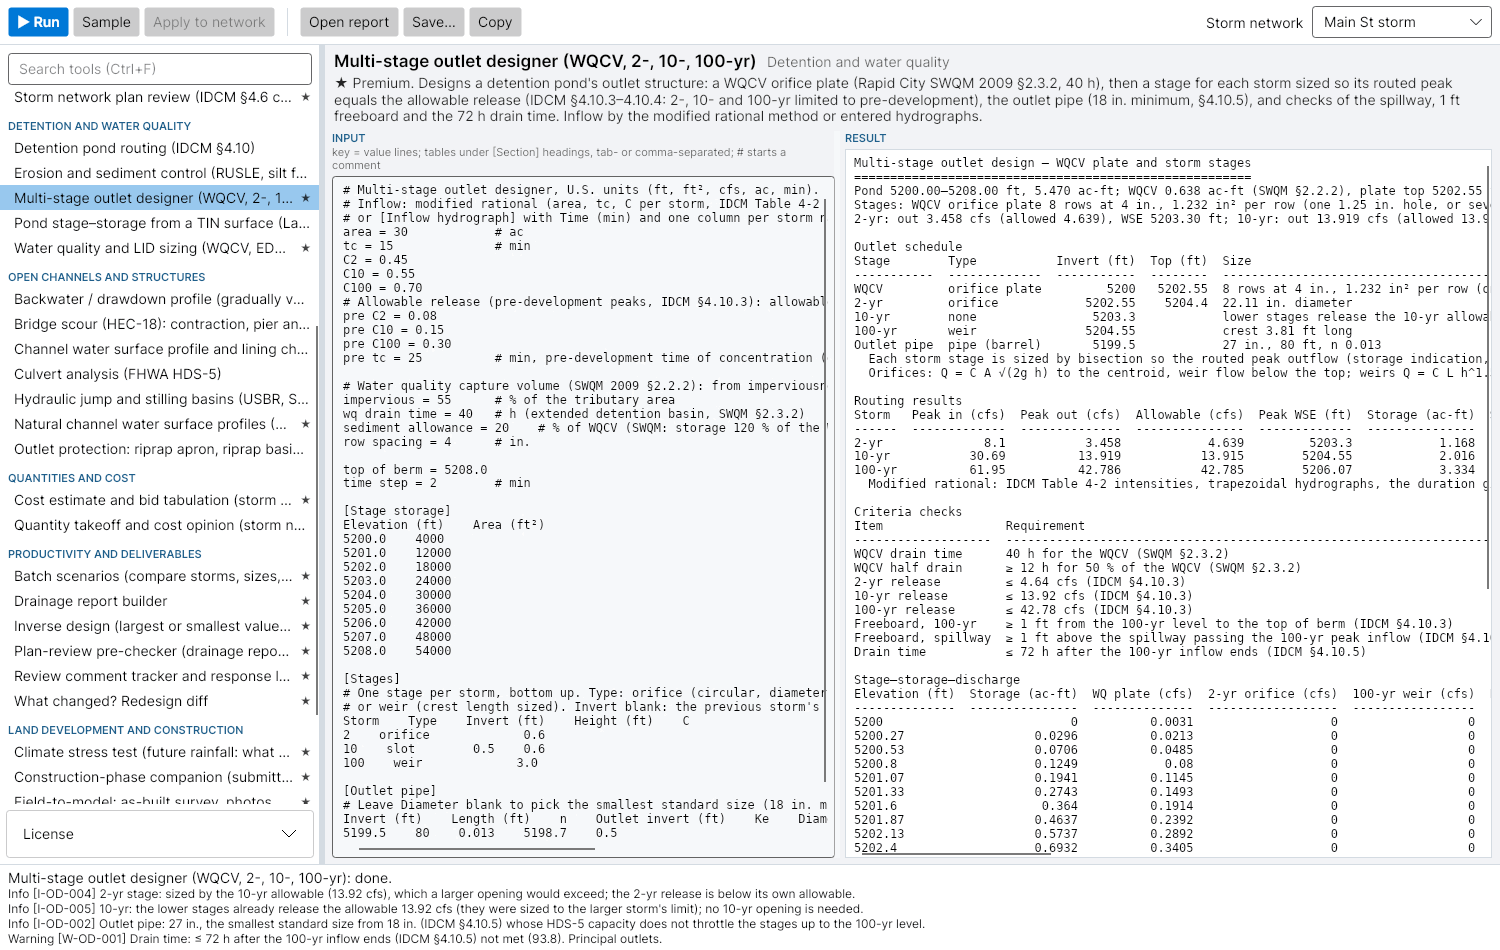 Run Sample Apply to network Open report Save... Copy Storm network Main St storm
Search tools (Ctrl+F)
Storm network plan review (IDCM §4.6 c... ★
DETENTION AND WATER QUALITY
Detention pond routing (IDCM §4.10)
Erosion and sediment control (RUSLE, silt f...
Multi-stage outlet designer (WQCV, 2-, 1... ★
Pond stage–storage from a TIN surface (La...
Water quality and LID sizing (WQCV, ED... ★
OPEN CHANNELS AND STRUCTURES
Backwater / drawdown profile (gradually v...
Bridge scour (HEC-18): contraction, pier an...
Channel water surface profile and lining ch...
Culvert analysis (FHWA HDS-5)
Hydraulic jump and stilling basins (USBR, S...
Natural channel water surface profiles (... ★
Outlet protection: riprap apron, riprap basi...
QUANTITIES AND COST
Cost estimate and bid tabulation (storm ... ★
Quantity takeoff and cost opinion (storm n...
PRODUCTIVITY AND DELIVERABLES
Batch scenarios (compare storms, sizes,... ★
Drainage report builder ★
Inverse design (largest or smallest value... ★
Plan-review pre-checker (drainage repo... ★
Review comment tracker and response l... ★
What changed? Redesign diff ★
LAND DEVELOPMENT AND CONSTRUCTION
Climate stress test (future rainfall: what ... ★
Construction-phase companion (submitt... ★
Field-to-model: as-built survey, photos ★
License
Multi-stage outlet designer (WQCV, 2-, 10-, 100-yr) Detention and water quality
★ Premium. Designs a detention pond's outlet structure: a WQCV orifice plate (Rapid City SWQM 2009 §2.3.2, 40 h), then a stage for each storm sized so its routed peak
equals the allowable release (IDCM §4.10.3–4.10.4: 2-, 10- and 100-yr limited to pre-development), the outlet pipe (18 in. minimum, §4.10.5), and checks of the spillway, 1 ft
freeboard and the 72 h drain time. Inflow by the modified rational method or entered hydrographs.
INPUT
key = value lines; tables under [Section] headings, tab- or comma-separated; # starts a
comment
# Multi-stage outlet designer, U.S. units (ft, ft², cfs, ac, min).
# Inflow: modified rational (area, tc, C per storm, IDCM Table 4-2
# or [Inflow hydrograph] with Time (min) and one column per storm
area = 30 # ac
tc = 15 # min
C2 = 0.45
C10 = 0.55
C100 = 0.70
# Allowable release (pre-development peaks, IDCM §4.10.3): allowabl
pre C2 = 0.08
pre C10 = 0.15
pre C100 = 0.30
pre tc = 25 # min, pre-development time of concentration (
# Water quality capture volume (SWQM 2009 §2.2.2): from imperviousn
impervious = 55 # % of the tributary area
wq drain time = 40 # h (extended detention basin, SWQM §2.3.2)
sediment allowance = 20 # % of WQCV (SWQM: storage 120 % of the
row spacing = 4 # in.
top of berm = 5208.0
time step = 2 # min
[Stage storage]
Elevation (ft) Area (ft²)
5200.0 4000
5201.0 12000
5202.0 18000
5203.0 24000
5204.0 30000
5205.0 36000
5206.0 42000
5207.0 48000
5208.0 54000
[Stages]
# One stage per storm, bottom up. Type: orifice (circular, diameter
# or weir (crest length sized). Invert blank: the previous storm's
Storm Type Invert (ft) Height (ft) C
2 orifice 0.6
10 slot 0.5 0.6
100 weir 3.0
[Outlet pipe]
# Leave Diameter blank to pick the smallest standard size (18 in. m
Invert (ft) Length (ft) n Outlet invert (ft) Ke Diam
5199.5 80 0.013 5198.7 0.5
RESULT
Multi-stage outlet design — WQCV plate and storm stages
=======================================================
Pond 5200.00–5208.00 ft, 5.470 ac-ft; WQCV 0.638 ac-ft (SWQM §2.2.2), plate top 5202.55
Stages: WQCV orifice plate 8 rows at 4 in., 1.232 in² per row (one 1.25 in. hole, or sev
2-yr: out 3.458 cfs (allowed 4.639), WSE 5203.30 ft; 10-yr: out 13.919 cfs (allowed 13.9
Outlet schedule
Stage Type Invert (ft) Top (ft) Size
WQCV orifice plate 5200 5202.55 8 rows at 4 in., 1.232 in² per row (o
2-yr orifice 5202.55 5204.4 22.11 in. diameter
10-yr none 5203.3 lower stages release the 10-yr allowa
100-yr weir 5204.55 crest 3.81 ft long
Outlet pipe pipe (barrel) 5199.5 27 in., 80 ft, n 0.013
Each storm stage is sized by bisection so the routed peak outflow (storage indication,
Orifices: Q = C A √(2g h) to the centroid, weir flow below the top; weirs Q = C L h^1.
Routing results
Storm Peak in (cfs) Peak out (cfs) Allowable (cfs) Peak WSE (ft) Storage (ac-ft)
2-yr 8.1 3.458 4.639 5203.3 1.168
10-yr 30.69 13.919 13.915 5204.55 2.016
100-yr 61.95 42.786 42.785 5206.07 3.334
Modified rational: IDCM Table 4-2 intensities, trapezoidal hydrographs, the duration g
Criteria checks
Item Requirement
WQCV drain time 40 h for the WQCV (SWQM §2.3.2)
WQCV half drain ≥ 12 h for 50 % of the WQCV (SWQM §2.3.2)
2-yr release ≤ 4.64 cfs (IDCM §4.10.3)
10-yr release ≤ 13.92 cfs (IDCM §4.10.3)
100-yr release ≤ 42.78 cfs (IDCM §4.10.3)
Freeboard, 100-yr ≥ 1 ft from the 100-yr level to the top of berm (IDCM §4.10.3)
Freeboard, spillway ≥ 1 ft above the spillway passing the 100-yr peak inflow (IDCM §4.1
Drain time ≤ 72 h after the 100-yr inflow ends (IDCM §4.10.5)
Stage–storage–discharge
Elevation (ft) Storage (ac-ft) WQ plate (cfs) 2-yr orifice (cfs) 100-yr weir (cfs)
5200 0 0.0031 0 0
5200.27 0.0296 0.0213 0 0
5200.53 0.0706 0.0485 0 0
5200.8 0.1249 0.08 0 0
5201.07 0.1941 0.1145 0 0
5201.33 0.2743 0.1493 0 0
5201.6 0.364 0.1914 0 0
5201.87 0.4637 0.2392 0 0
5202.13 0.5737 0.2892 0 0
5202.4 0.6932 0.3405 0 0
Multi-stage outlet designer (WQCV, 2-, 10-, 100-yr): done.
Info [I-OD-004] 2-yr stage: sized by the 10-yr allowable (13.92 cfs), which a larger opening would exceed; the 2-yr release is below its own allowable.
Info [I-OD-005] 10-yr: the lower stages already release the allowable 13.92 cfs (they were sized to the larger storm's limit); no 10-yr opening is needed.
Info [I-OD-002] Outlet pipe: 27 in., the smallest standard size from 18 in. (IDCM §4.10.5) whose HDS-5 capacity does not throttle the stages up to the 100-yr level.
Warning [W-OD-001] Drain time: ≤ 72 h after the 100-yr inflow ends (IDCM §4.10.5) not met (93.8). Principal outlets.